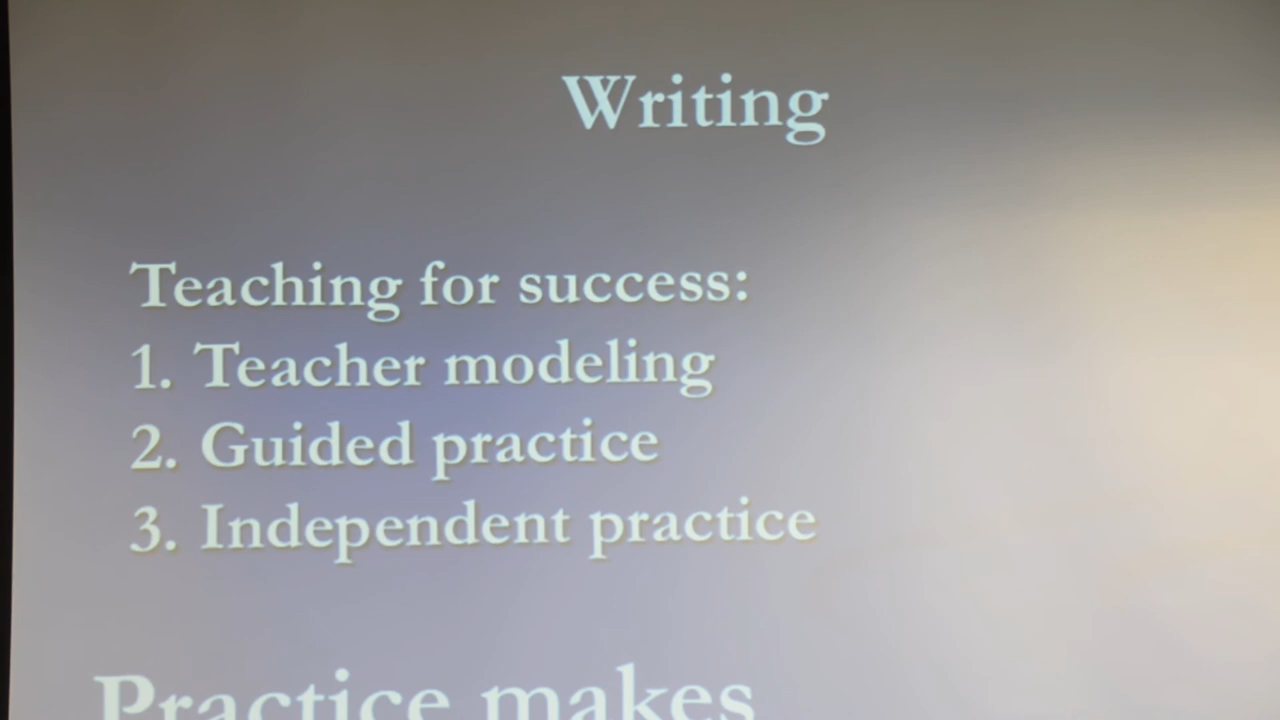 Writing
Teaching for success:
1. Teacher modeling
2. Guided practice
3. Independent practice
Practice makes